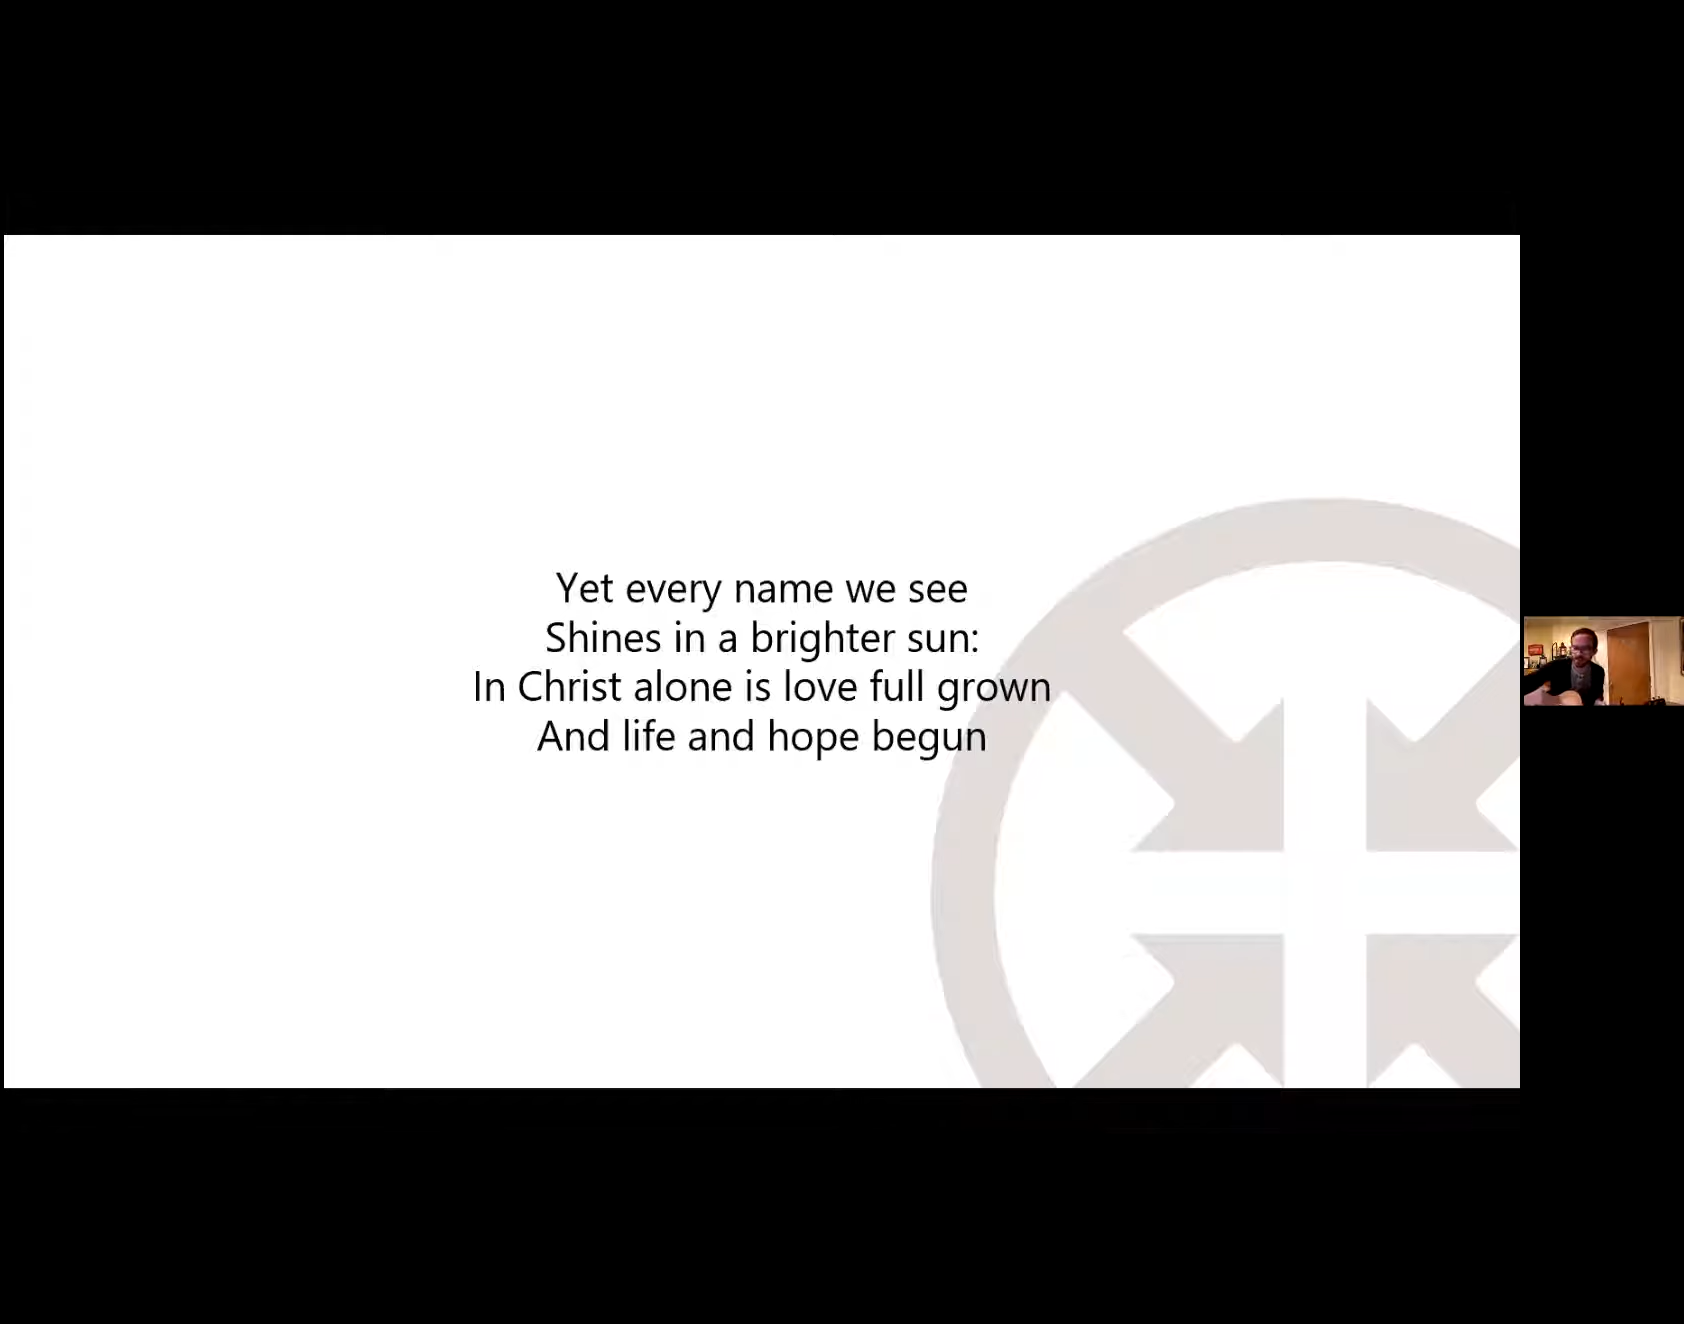 Yet every name we see
Shines in a brighter sun:
In Christ alone is love full grown
And life and hope begun